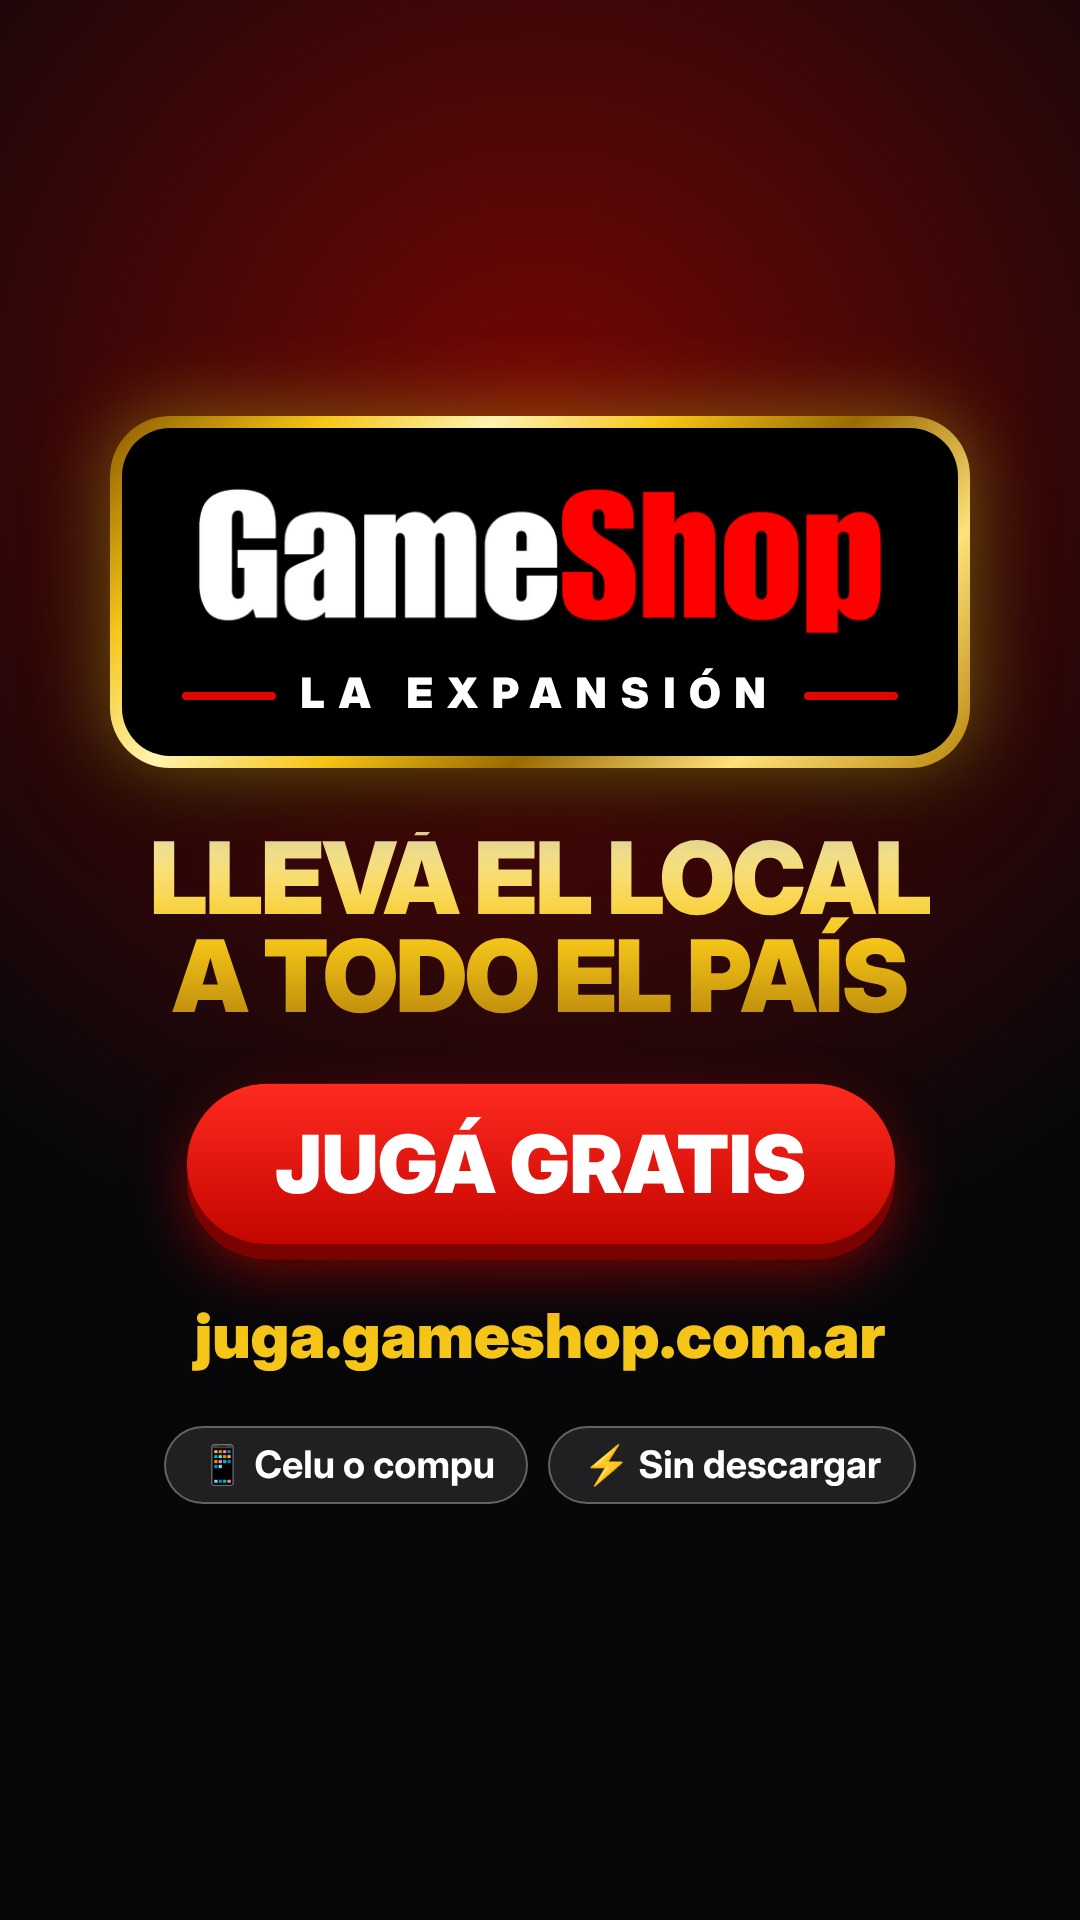 GameShop
LA EXPANSIÓN
LLEVÁ EL LOCAL
A TODO EL PAÍS
JUGÁ GRATIS
juga.gameshop.com.ar
📱 Celu o compu
⚡ Sin descargar